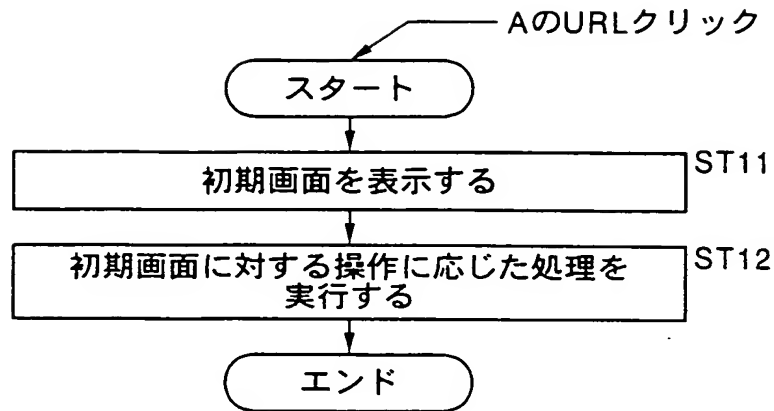 AのURLクリック
スタート
初期画面を表示する
ST11
初期画面に対する操作に応じた処理を
実行する
ST12
エンド